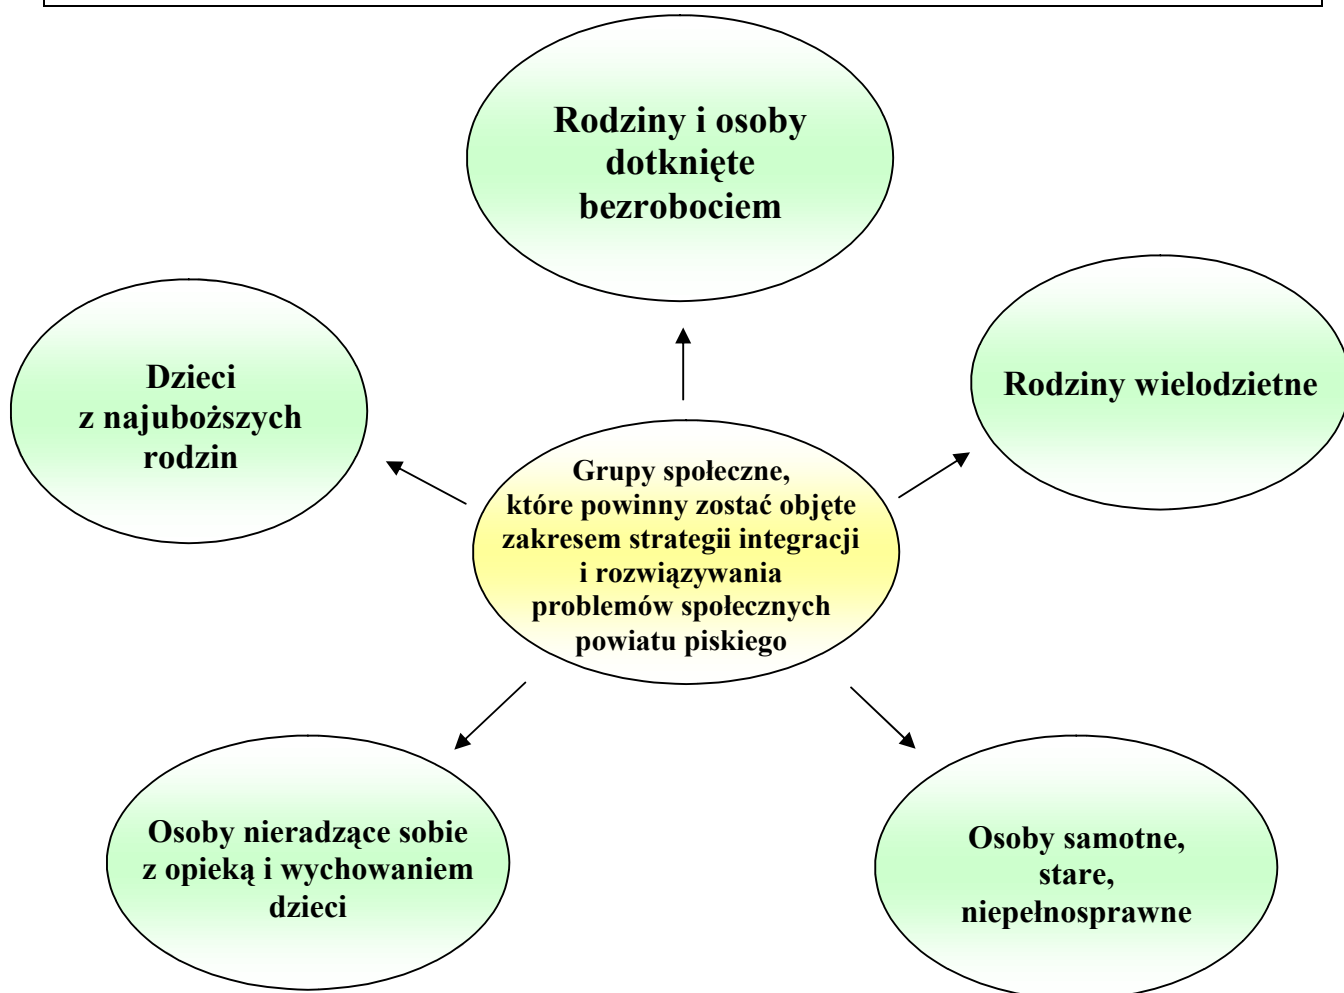 Rodziny i osoby
dotknięte
bezrobociem
Dzieci
z najuboższych
rodzin
Rodziny wielodzietne
Grupy społeczne,
które powinny zostać objęte
zakresem strategii integracji
i rozwiązywania
problemów społecznych
powiatu piskiego
Osoby nieradzące sobie
z opieką i wychowaniem
dzieci
Osoby samotne,
stare,
niepełnosprawne